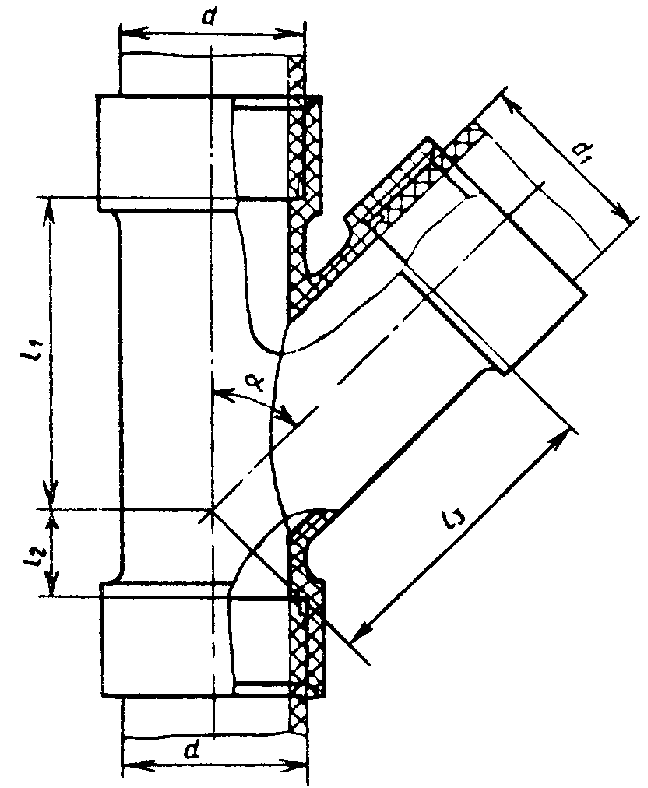 d
d₁
l₁
α
l₂
l₃
d